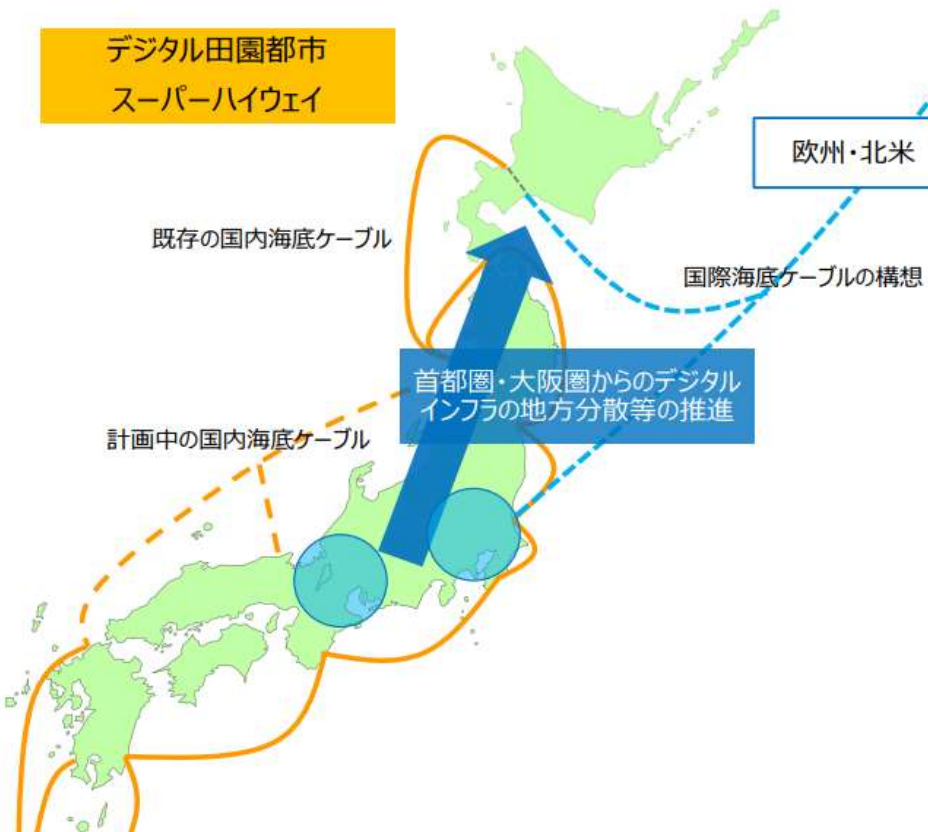 デジタル田園都市
スーパーハイウェイ
欧州・北米
既存の国内海底ケーブル
国際海底ケーブルの構想
首都圏・大阪圏からのデジタル
インフラの地方分散等の推進
計画中の国内海底ケーブル